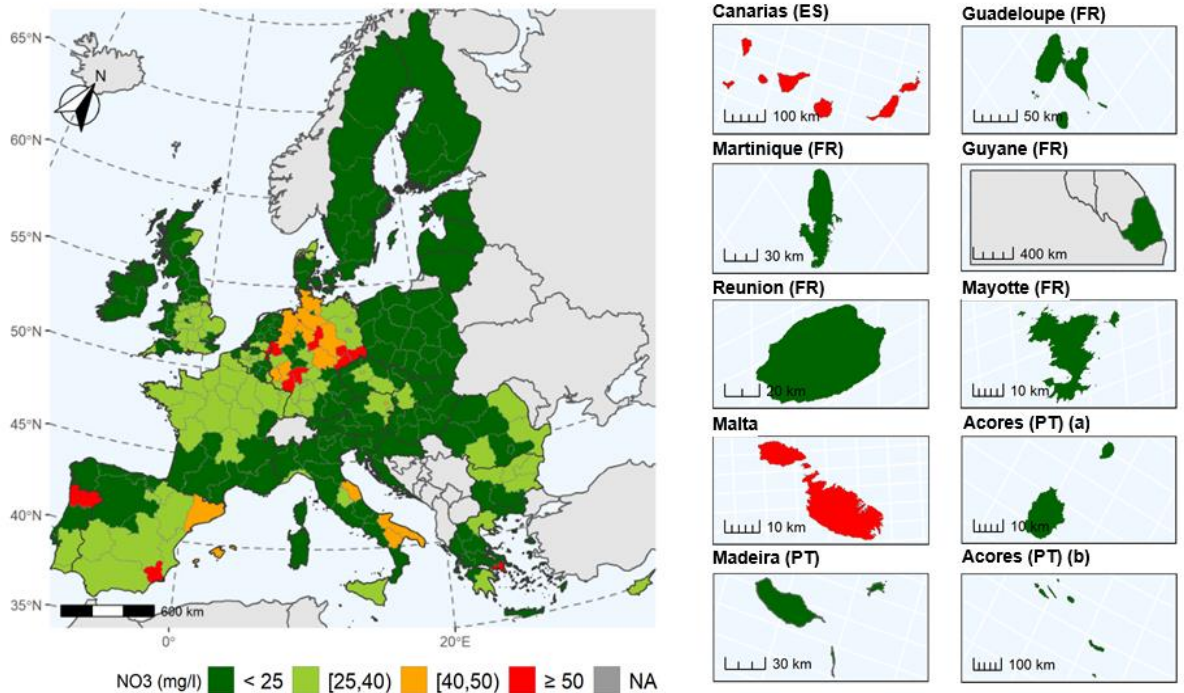 65°N
60°N
55°N
50°N
45°N
40°N
35°N
N
600 km
0°
20°E
NO3 (mg/l) < 25 [25,40) [40,50) ≥ 50 NA
Canarias (ES)
100 km
Guadeloupe (FR)
50 km
Martinique (FR)
30 km
Guyane (FR)
400 km
Reunion (FR)
20 km
Mayotte (FR)
10 km
Malta
10 km
Acores (PT) (a)
10 km
Madeira (PT)
30 km
Acores (PT) (b)
100 km